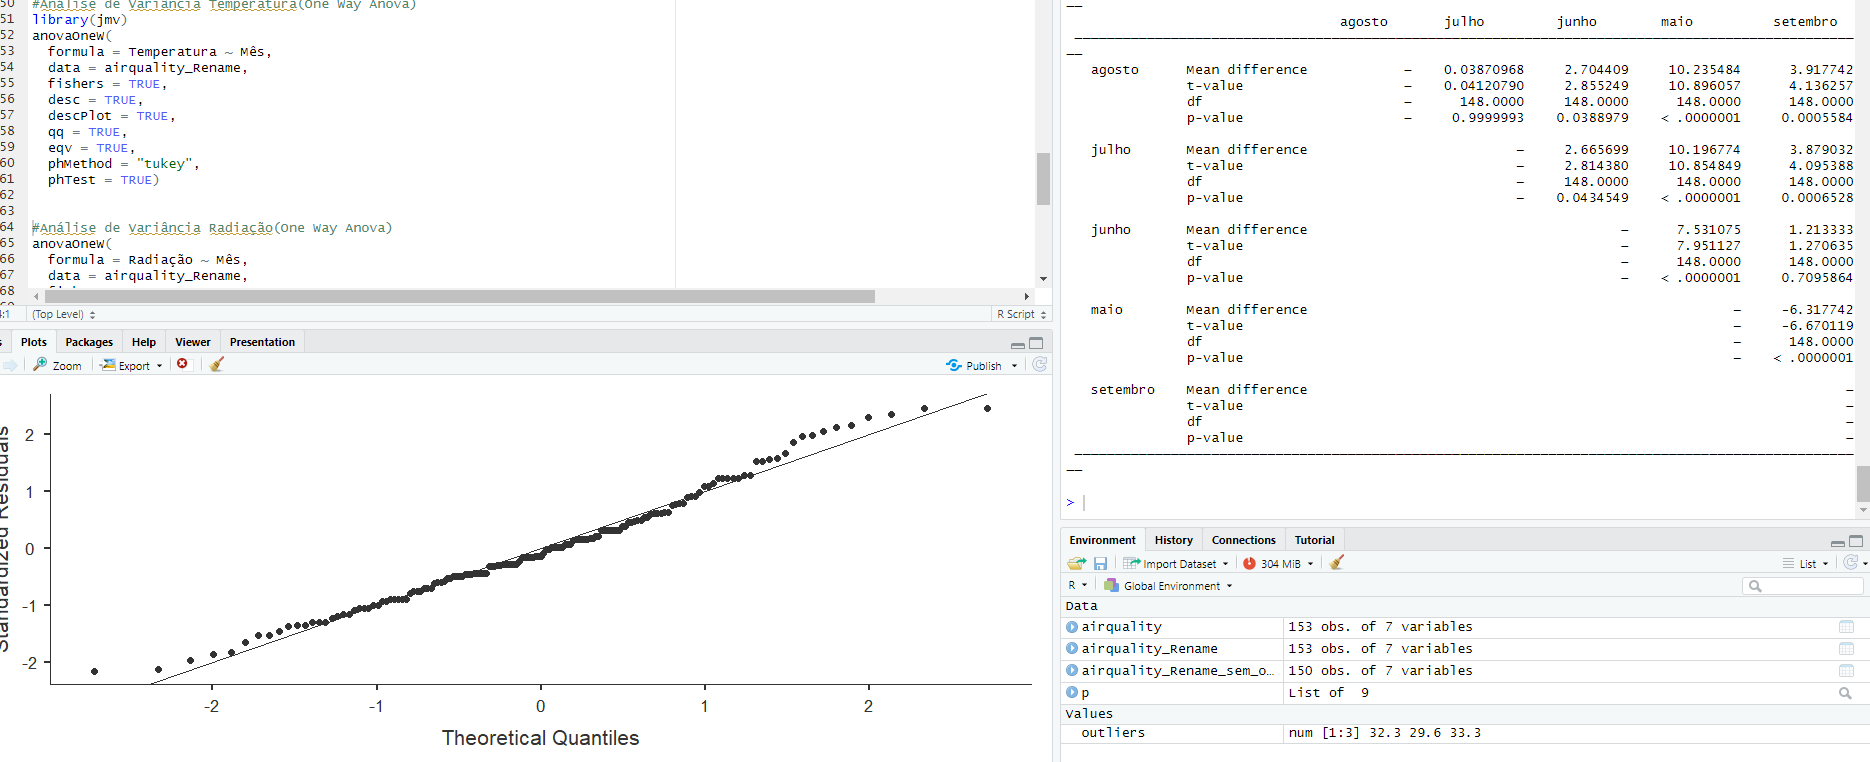 50 #Análise de Variância Temperatura(One Way Anova)
51 library(jmv)
52 anovaOneW(
53 formula = Temperatura ~ Mês,
54 data = airquality_Rename,
55 fishers = TRUE,
56 desc = TRUE,
57 descPlot = TRUE,
58 qq = TRUE,
59 eqv = TRUE,
60 phMethod = "tukey",
61 phTest = TRUE)
62
63
64 #Análise de Variância Radiação(One Way Anova)
65 anovaOneW(
66 formula = Radiação ~ Mês,
67 data = airquality_Rename,
68
(Top Level) R Script
Plots Packages Help Viewer Presentation
Zoom Export Publish
Standardized Residuals
2
1
0
-1
-2
-2 -1 0 1 2
Theoretical Quantiles
agosto julho junho maio setembro
agosto Mean difference – 0.03870968 2.704409 10.235484 3.917742
t-value – 0.04120790 2.855249 10.896057 4.136257
df – 148.0000 148.0000 148.0000 148.0000
p-value – 0.9999993 0.0388979 < .0000001 0.0005584
julho Mean difference – 2.665699 10.196774 3.879032
t-value – 2.814380 10.854849 4.095388
df – 148.0000 148.0000 148.0000
p-value – 0.0434549 < .0000001 0.0006528
junho Mean difference – 7.531075 1.213333
t-value – 7.951127 1.270635
df – 148.0000 148.0000
p-value – < .0000001 0.7095864
maio Mean difference – -6.317742
t-value – -6.670119
df – 148.0000
p-value – < .0000001
setembro Mean difference –
t-value –
df –
p-value –
>
Environment History Connections Tutorial
Import Dataset 304 MiB List
R Global Environment
Data
airquality 153 obs. of 7 variables
airquality_Rename 153 obs. of 7 variables
airquality_Rename_sem_o… 150 obs. of 7 variables
p List of 9
Values
outliers num [1:3] 32.3 29.6 33.3